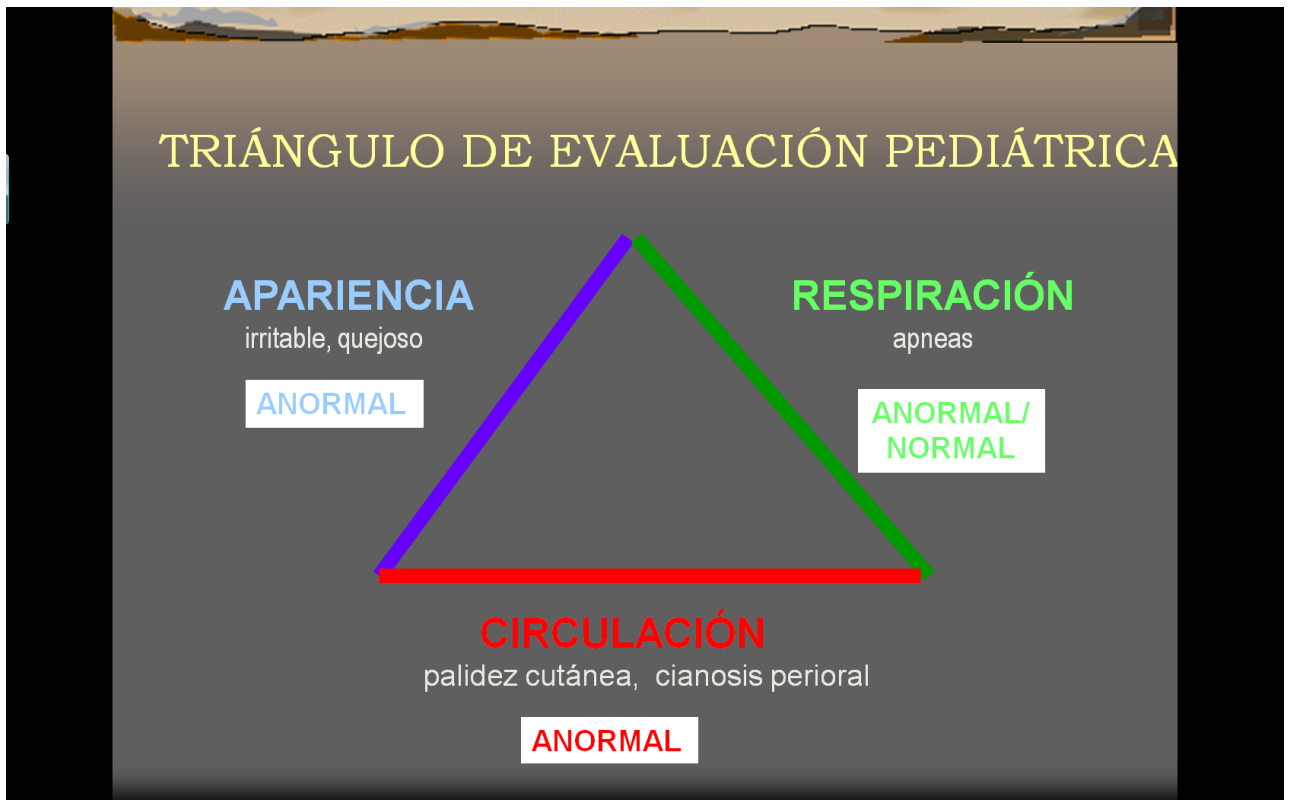 TRIÁNGULO DE EVALUACIÓN PEDIÁTRICA
APARIENCIA
irritable, quejoso
ANORMAL
RESPIRACIÓN
apneas
ANORMAL/
NORMAL
CIRCULACIÓN
palidez cutánea, cianosis perioral
ANORMAL